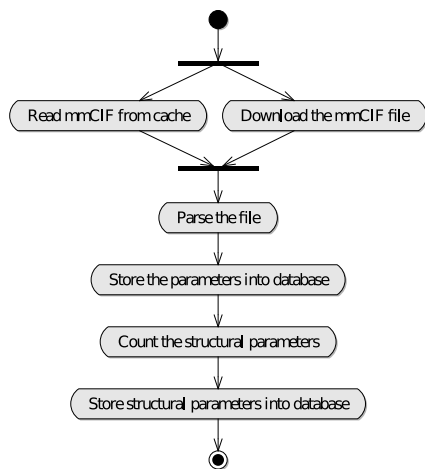 Read mmCIF from cache
Download the mmCIF file
Parse the file
Store the parameters into database
Count the structural parameters
Store structural parameters into database